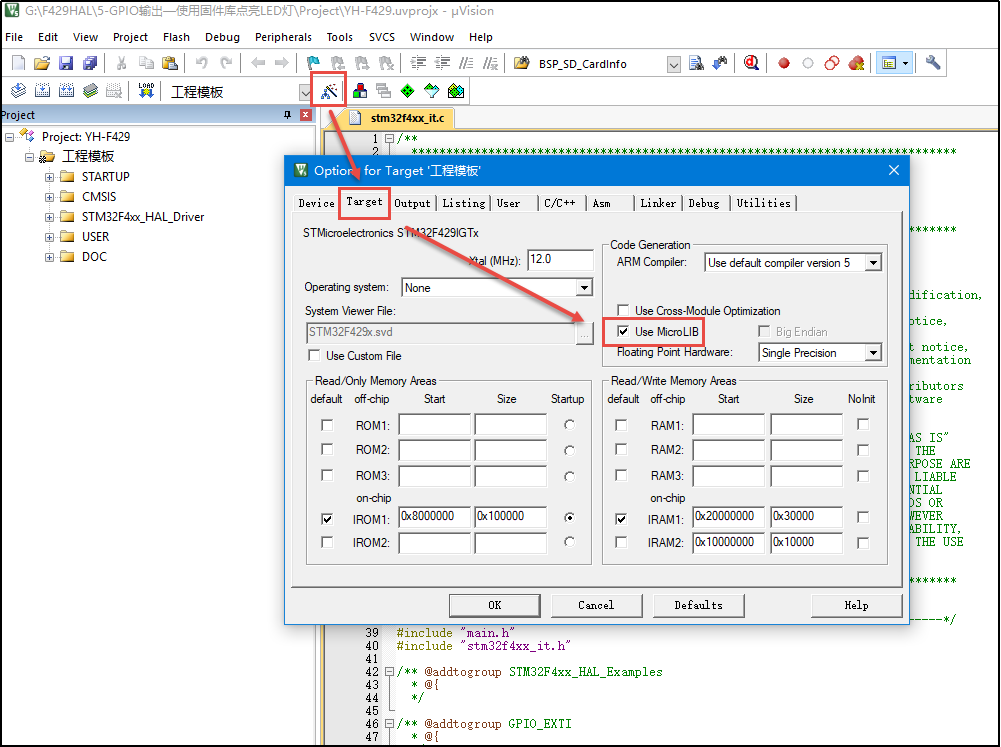 G:\F429HAL\5-GPIO输出—使用固件库点亮LED灯\Project\YH-F429.uvprojx - µVision
File Edit View Project Flash Debug Peripherals Tools SVCS Window Help
BSP_SD_CardInfo
LOAD 工程模板
Project
stm32f4xx_it.c
Project: YH-F429
工程模板
STARTUP
CMSIS
STM32F4xx_HAL_Driver
USER
DOC
1 /**
2 ******************************************************************************
Options for Target '工程模板'
Device Target Output Listing User C/C++ Asm Linker Debug Utilities
STMicroelectronics STM32F429IGTx
Xtal (MHz): 12.0
Operating system: None
System Viewer File:
STM32F429x.svd
...
Use Custom File
Code Generation
ARM Compiler: Use default compiler version 5
Use Cross-Module Optimization
Use MicroLIB Big Endian
Floating Point Hardware: Single Precision
Read/Only Memory Areas
default off-chip Start Size Startup
ROM1:
ROM2:
ROM3:
on-chip
IROM1: 0x8000000 0x100000
IROM2:
Read/Write Memory Areas
default off-chip Start Size NoInit
RAM1:
RAM2:
RAM3:
on-chip
IRAM1: 0x20000000 0x30000
IRAM2: 0x10000000 0x10000
OK Cancel Defaults Help
*******
dification,
otice,
t notice,
mentation
tributors
tware
AS IS"
THE
RPOSE ARE
LIABLE
NTIAL
DS OR
WEVER
ABILITY,
THE USE
*******
-----*/
39 #include "main.h"
40 #include "stm32f4xx_it.h"
41
42 /** @addtogroup STM32F4xx_HAL_Examples
43 * @{
44 */
45
46 /** @addtogroup GPIO_EXTI
47 * @{